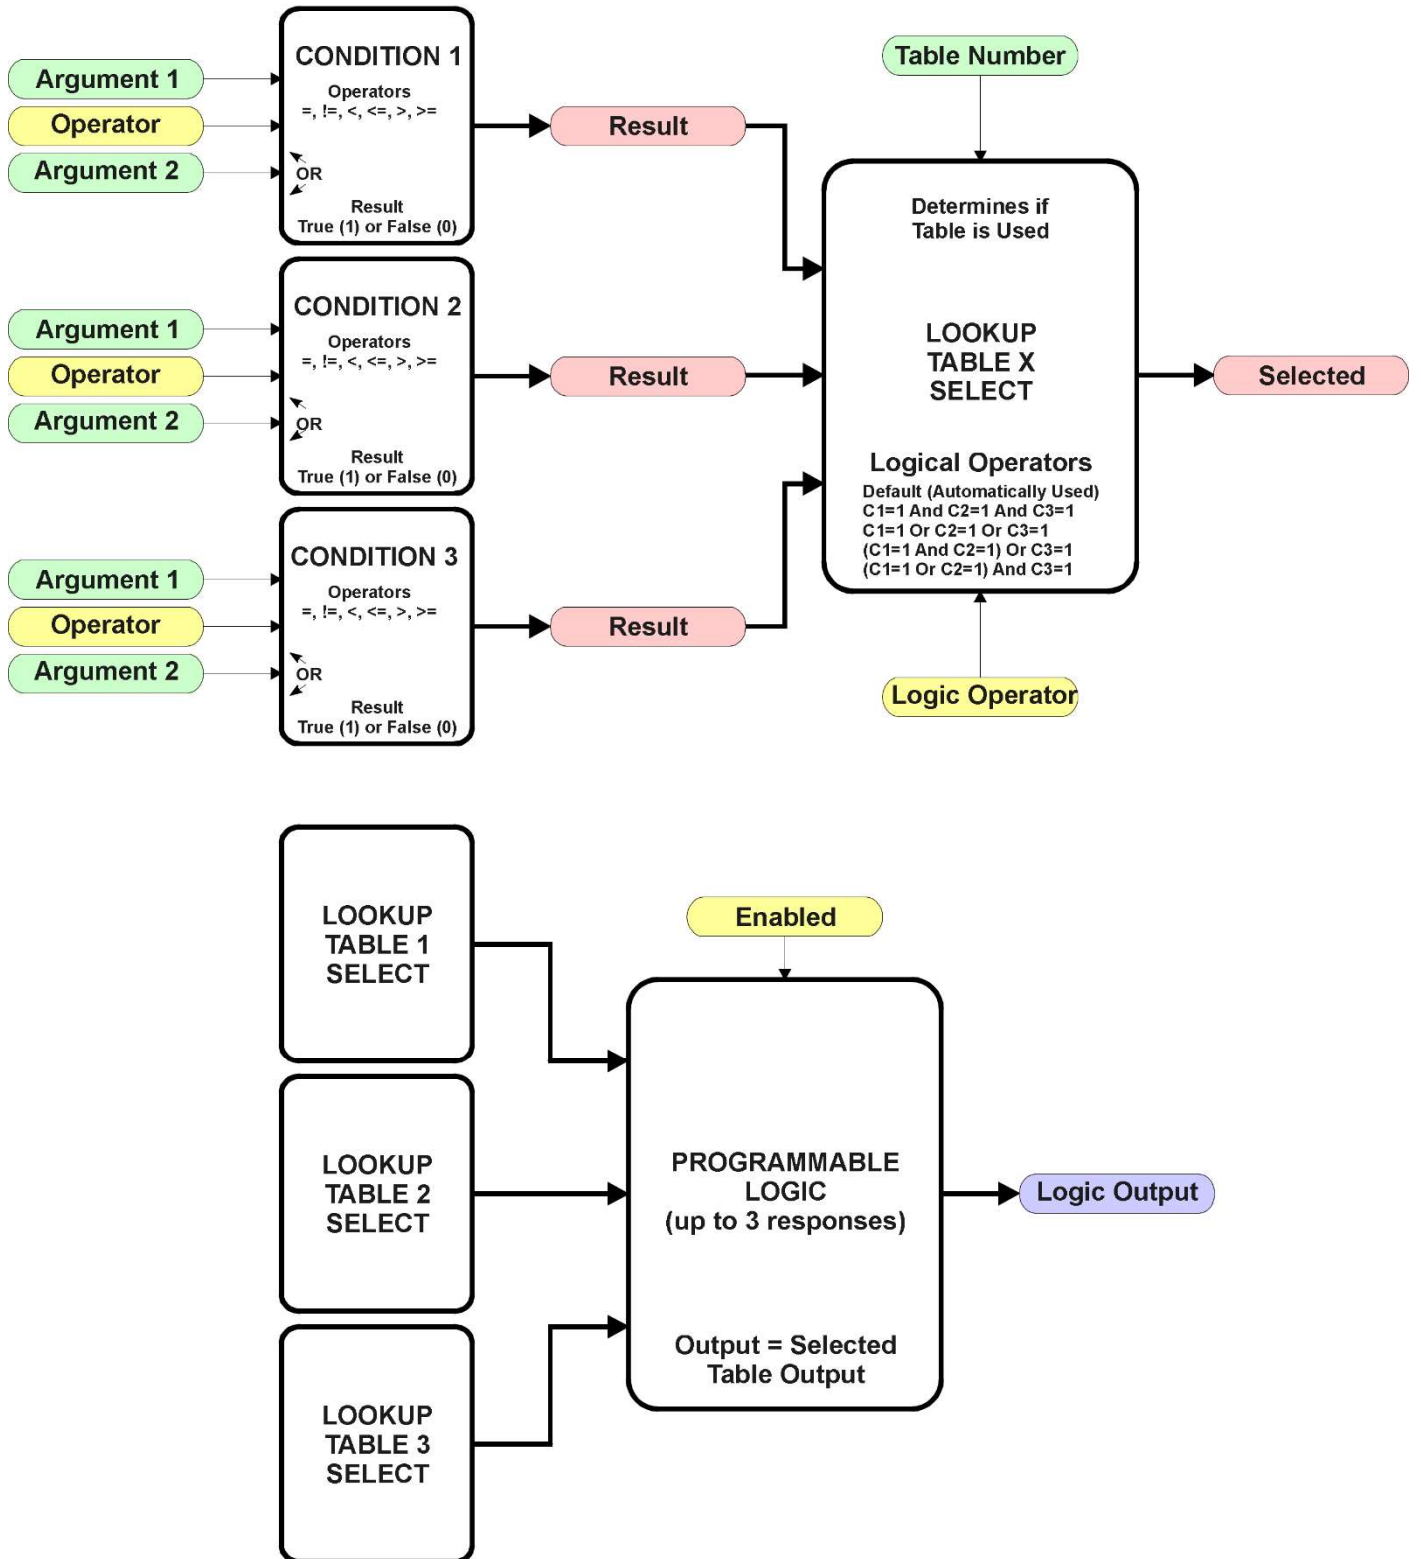 CONDITION 1
Operators
=, !=, <, <=, >, >=
Argument 1
Operator
Argument 2
OR
Result
True (1) or False (0)
Result
CONDITION 2
Operators
=, !=, <, <=, >, >=
Argument 1
Operator
Argument 2
OR
Result
True (1) or False (0)
Result
CONDITION 3
Operators
=, !=, <, <=, >, >=
Argument 1
Operator
Argument 2
OR
Result
True (1) or False (0)
Result
Table Number
Determines if
Table is Used
LOOKUP
TABLE X
SELECT
Logical Operators
Default (Automatically Used)
C1=1 And C2=1 And C3=1
C1=1 Or C2=1 Or C3=1
(C1=1 And C2=1) Or C3=1
(C1=1 Or C2=1) And C3=1
Logic Operator
Selected
LOOKUP
TABLE 1
SELECT
LOOKUP
TABLE 2
SELECT
LOOKUP
TABLE 3
SELECT
Enabled
PROGRAMMABLE
LOGIC
(up to 3 responses)
Output = Selected
Table Output
Logic Output